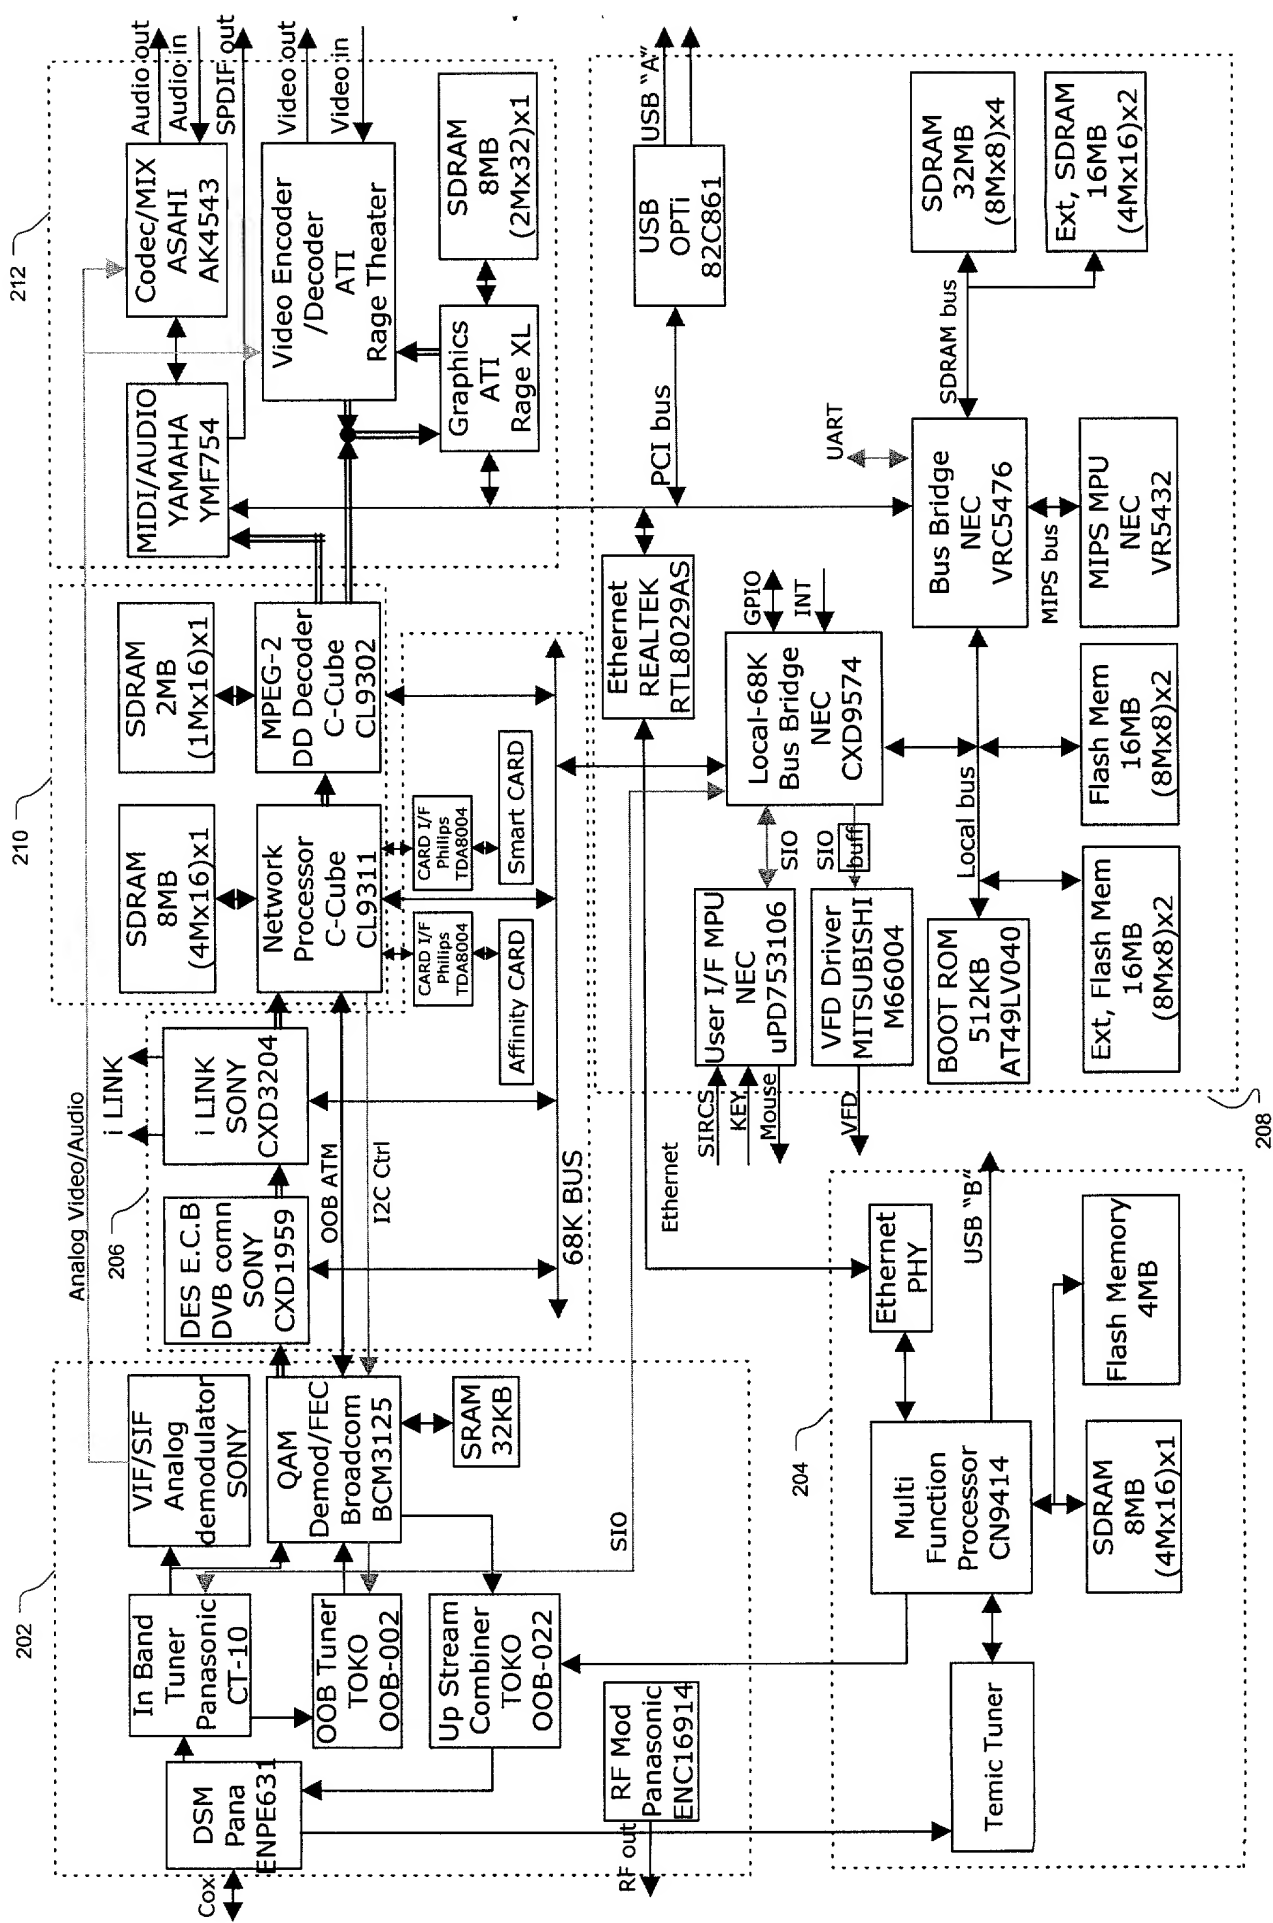 Cox
DSM
Pana
ENPE631
In Band
Tuner
Panasonic
CT-10
OOB Tuner
TOKO
OOB-002
Up Stream
Combiner
TOKO
OOB-022
RF Mod
Panasonic
ENC16914
RF out
202
VIF/SIF
Analog
demodulator
SONY
QAM
Demod/FEC
Broadcom
BCM3125
SRAM
32KB
SIO
Analog Video/Audio
206
DES E.C.B
DVB comn
SONY
CXD1959
i LINK
SONY
CXD3204
i LINK
OOB ATM
I2C Ctrl
68K BUS
210
SDRAM
8MB
(4Mx16)x1
Network
Processor
C-Cube
CL9311
SDRAM
2MB
(1Mx16)x1
MPEG-2
DD Decoder
C-Cube
CL9302
CARD I/F
Philips
TDA8004
Affinity CARD
CARD I/F
Philips
TDA8004
Smart CARD
212
MIDI/AUDIO
YAMAHA
YMF754
Codec/MIX
ASAHI
AK4543
Video Encoder
/Decoder
ATI
Rage Theater
Graphics
ATI
Rage XL
SDRAM
8MB
(2Mx32)x1
Audio out
Audio in
SPDIF out
Video out
Video in
204
Temic Tuner
Multi
Function
Processor
CN9414
Ethernet
PHY
USB "B"
SDRAM
8MB
(4Mx16)x1
Flash Memory
4MB
Ethernet
208
SIRCS
KEY
Mouse
VFD
User I/F MPU
NEC
uPD753106
VFD Driver
MITSUBISHI
M66004
SIO
SIO
buff
BOOT ROM
512KB
AT49LV040
Ext, Flash Mem
16MB
(8Mx8)x2
Flash Mem
16MB
(8Mx8)x2
Local bus
Local-68K
Bus Bridge
NEC
CXD9574
GPIO
INT
Ethernet
REALTEK
RTL8029AS
PCI bus
USB
OPTi
82C861
USB "A"
UART
Bus Bridge
NEC
VRC5476
MIPS bus
MIPS MPU
NEC
VR5432
SDRAM bus
SDRAM
32MB
(8Mx8)x4
Ext, SDRAM
16MB
(4Mx16)x2